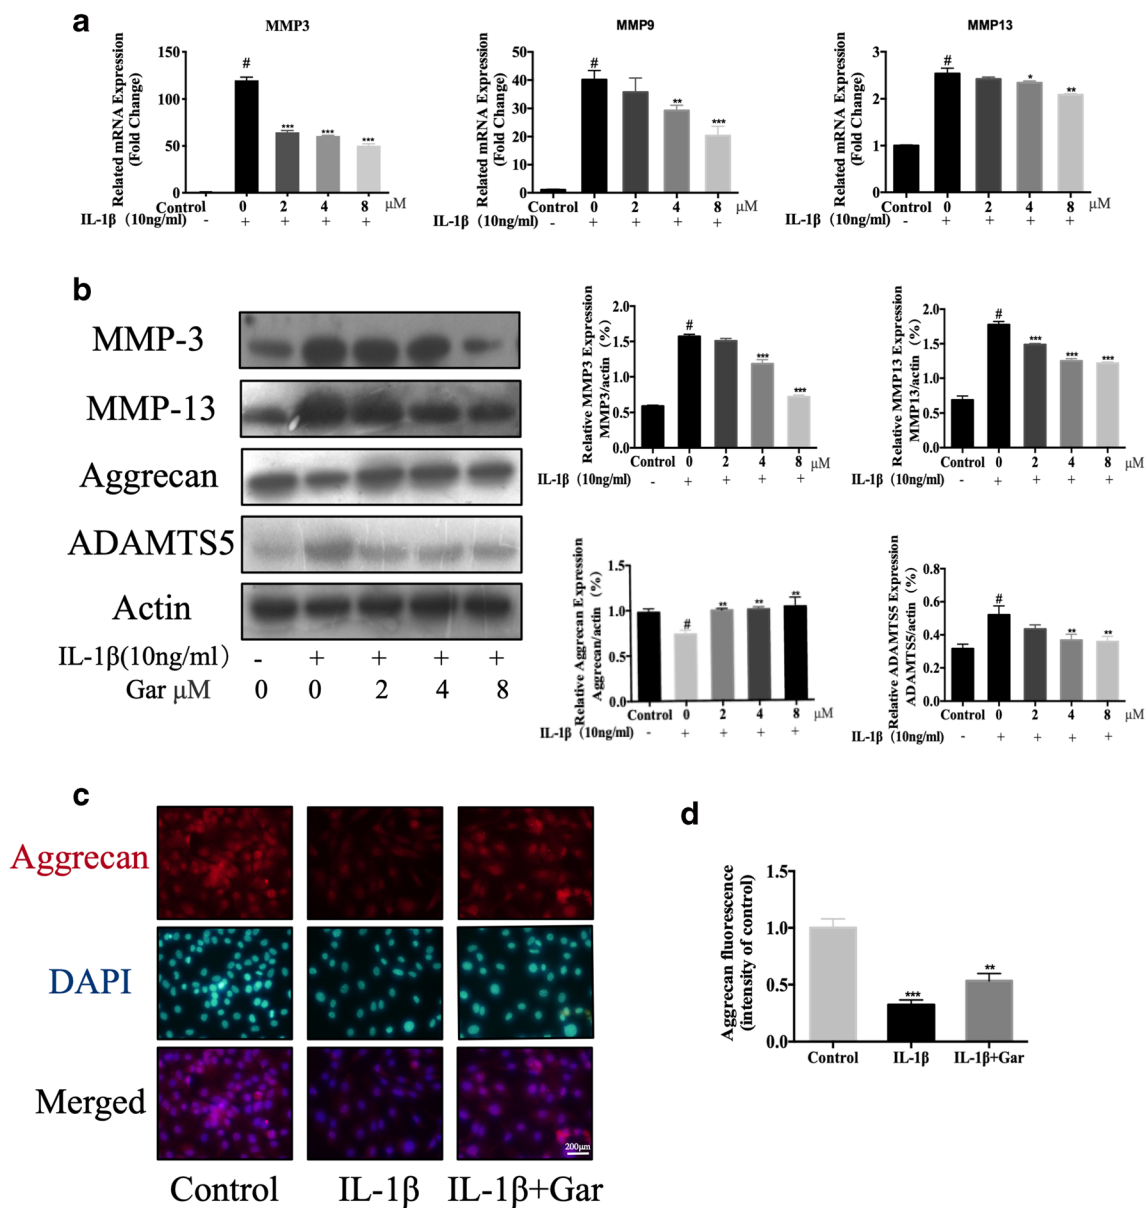 a
MMP3
Related mRNA Expression
(Fold Change)
150
100
50
0
#
***
***
***
Control 0 2 4 8 μM
IL-1β (10ng/ml) - + + + +
MMP9
Related mRNA Expression
(Fold Change)
50
40
30
20
10
0
#
**
***
Control 0 2 4 8 μM
IL-1β (10ng/ml) - + + + +
MMP13
Related mRNA Expression
(Fold Change)
3
2
1
0
#
*
**
Control 0 2 4 8 μM
IL-1β (10ng/ml) - + + + +
b
MMP-3
MMP-13
Aggrecan
ADAMTS5
Actin
IL-1β(10ng/ml) - + + + +
Gar μM 0 0 2 4 8
Relative MMP3 Expression
MMP3/actin (%)
2.0
1.5
1.0
0.5
0.0
#
***
***
Control 0 2 4 8 μM
IL-1β (10ng/ml) - + + + +
Relative MMP13 Expression
MMP13/actin (%)
2.0
1.5
1.0
0.5
0.0
#
***
***
***
Control 0 2 4 8 μM
IL-1β (10ng/ml) - + + + +
Relative Aggrecan Expression
Aggrecan/actin (%)
1.5
1.0
0.5
0.0
#
**
**
**
Control 0 2 4 8 μM
IL-1β (10ng/ml) - + + + +
Relative ADAMTS5 Expression
ADAMTS5/actin (%)
0.8
0.6
0.4
0.2
0.0
#
**
**
Control 0 2 4 8 μM
IL-1β (10ng/ml) - + + + +
c
Aggrecan
DAPI
Merged
200μm
Control IL-1β IL-1β+Gar
d
Aggrecan fluorescence
(intensity of control)
1.5
1.0
0.5
0.0
***
**
Control IL-1β IL-1β+Gar